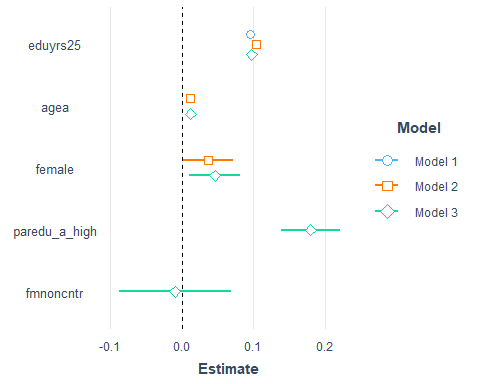 eduyrs25
agea
female
paredu_a_high
fmnoncntr
-0.1 0.0 0.1 0.2
Estimate
Model
Model 1
Model 2
Model 3